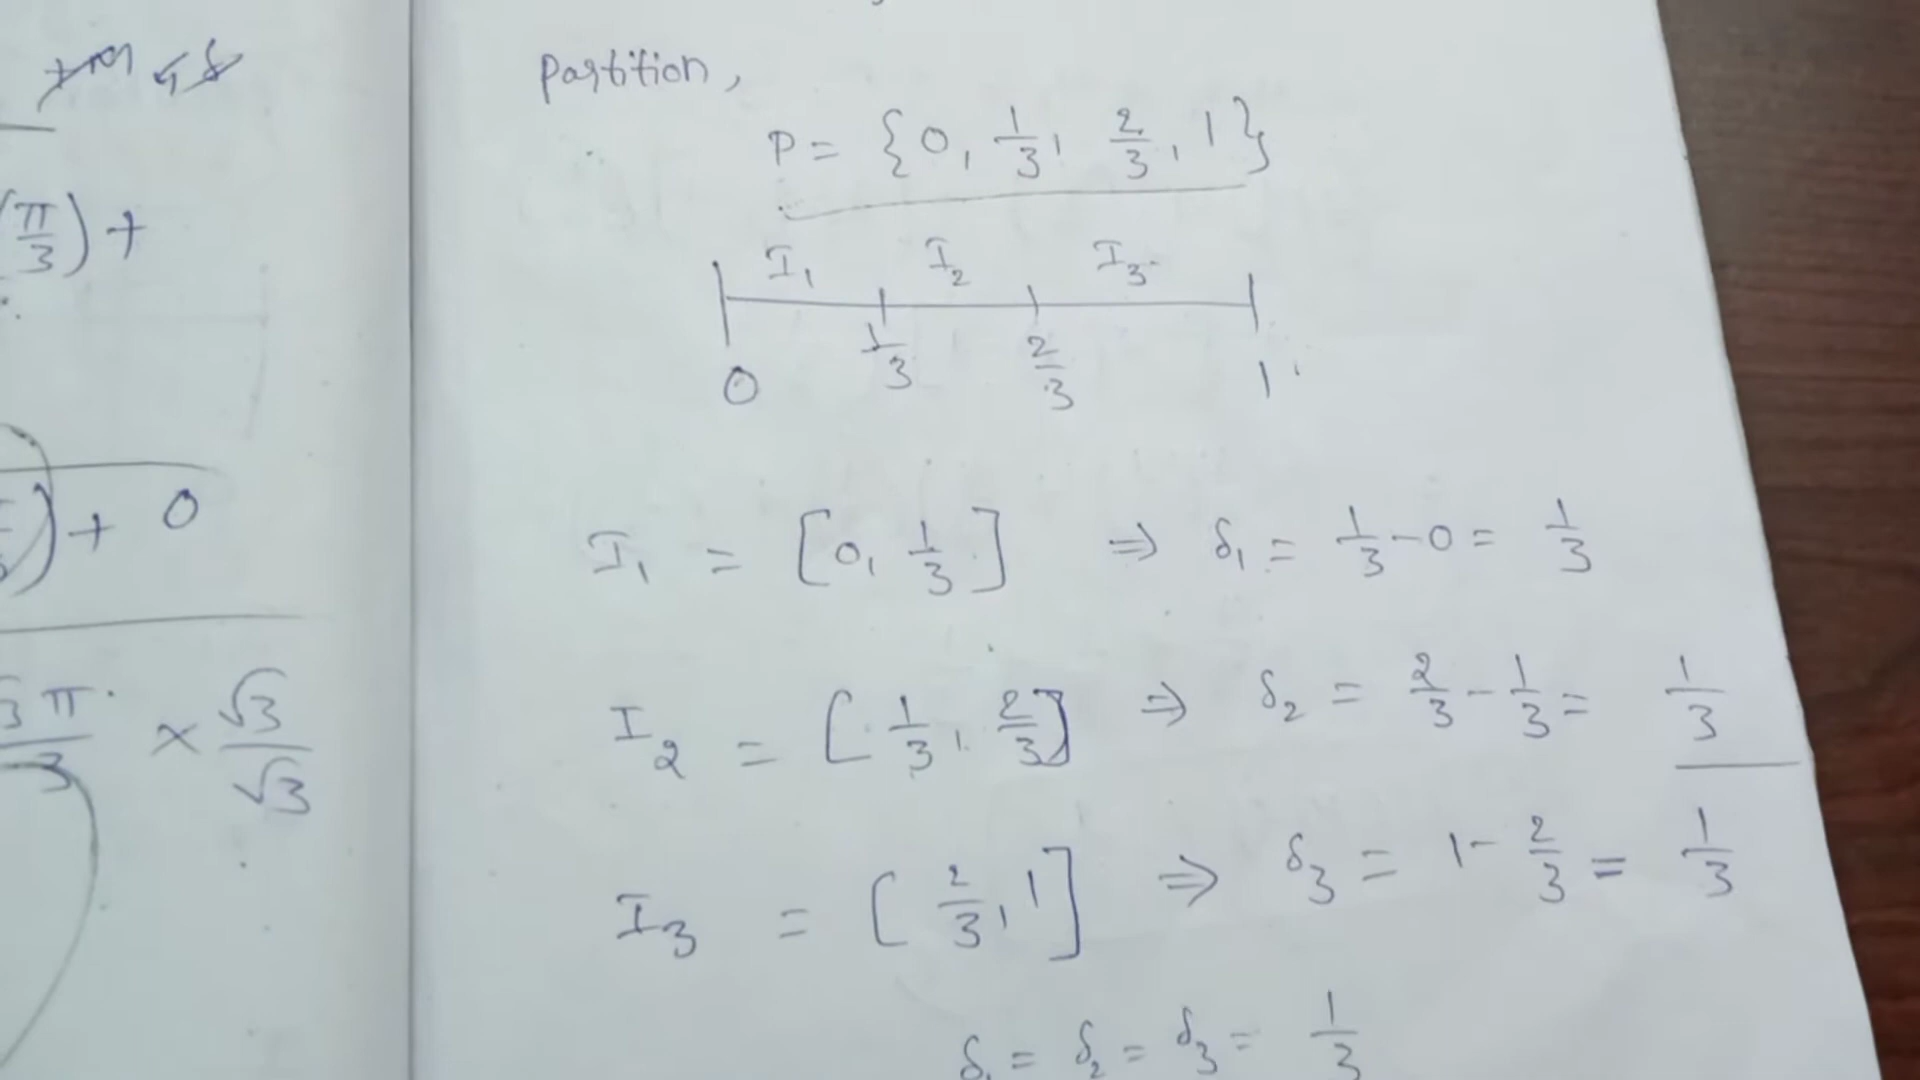 (π/3) +
) + 0
π/3 × √3/√3
Partition,
P = {0, 1/3, 2/3, 1}
I₁ I₂ I₃
0 1/3 2/3 1
I₁ = [0, 1/3] ⇒ δ₁ = 1/3 - 0 = 1/3
I₂ = [1/3, 2/3] ⇒ δ₂ = 2/3 - 1/3 = 1/3
I₃ = [2/3, 1] ⇒ δ₃ = 1 - 2/3 = 1/3
δ₁ = δ₂ = δ₃ = 1/3